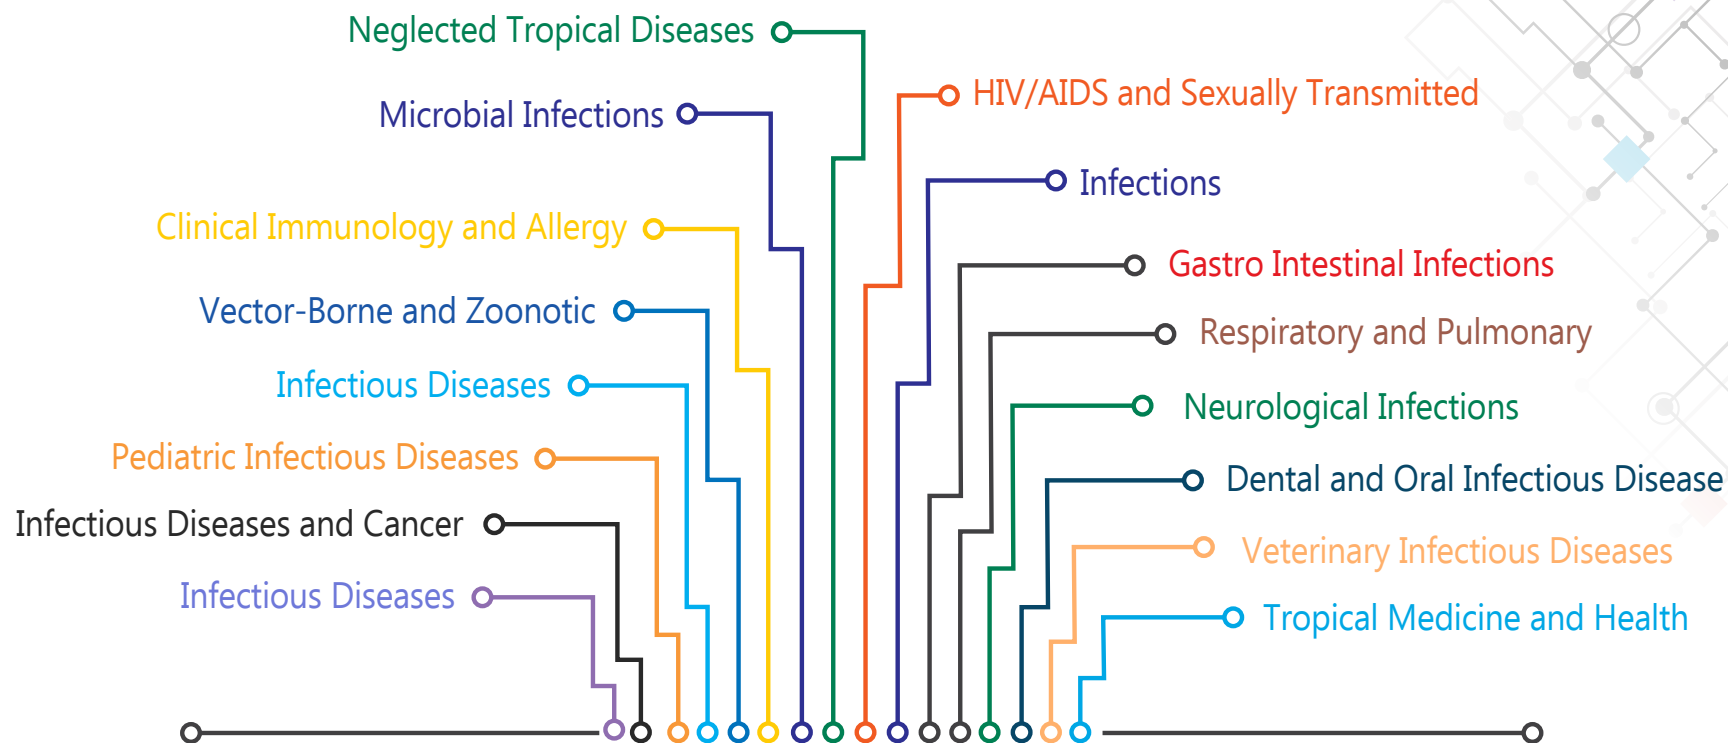 Neglected Tropical Diseases
Microbial Infections
Clinical Immunology and Allergy
Vector-Borne and Zoonotic
Infectious Diseases
Pediatric Infectious Diseases
Infectious Diseases and Cancer
Infectious Diseases
HIV/AIDS and Sexually Transmitted
Infections
Gastro Intestinal Infections
Respiratory and Pulmonary
Neurological Infections
Dental and Oral Infectious Disease
Veterinary Infectious Diseases
Tropical Medicine and Health